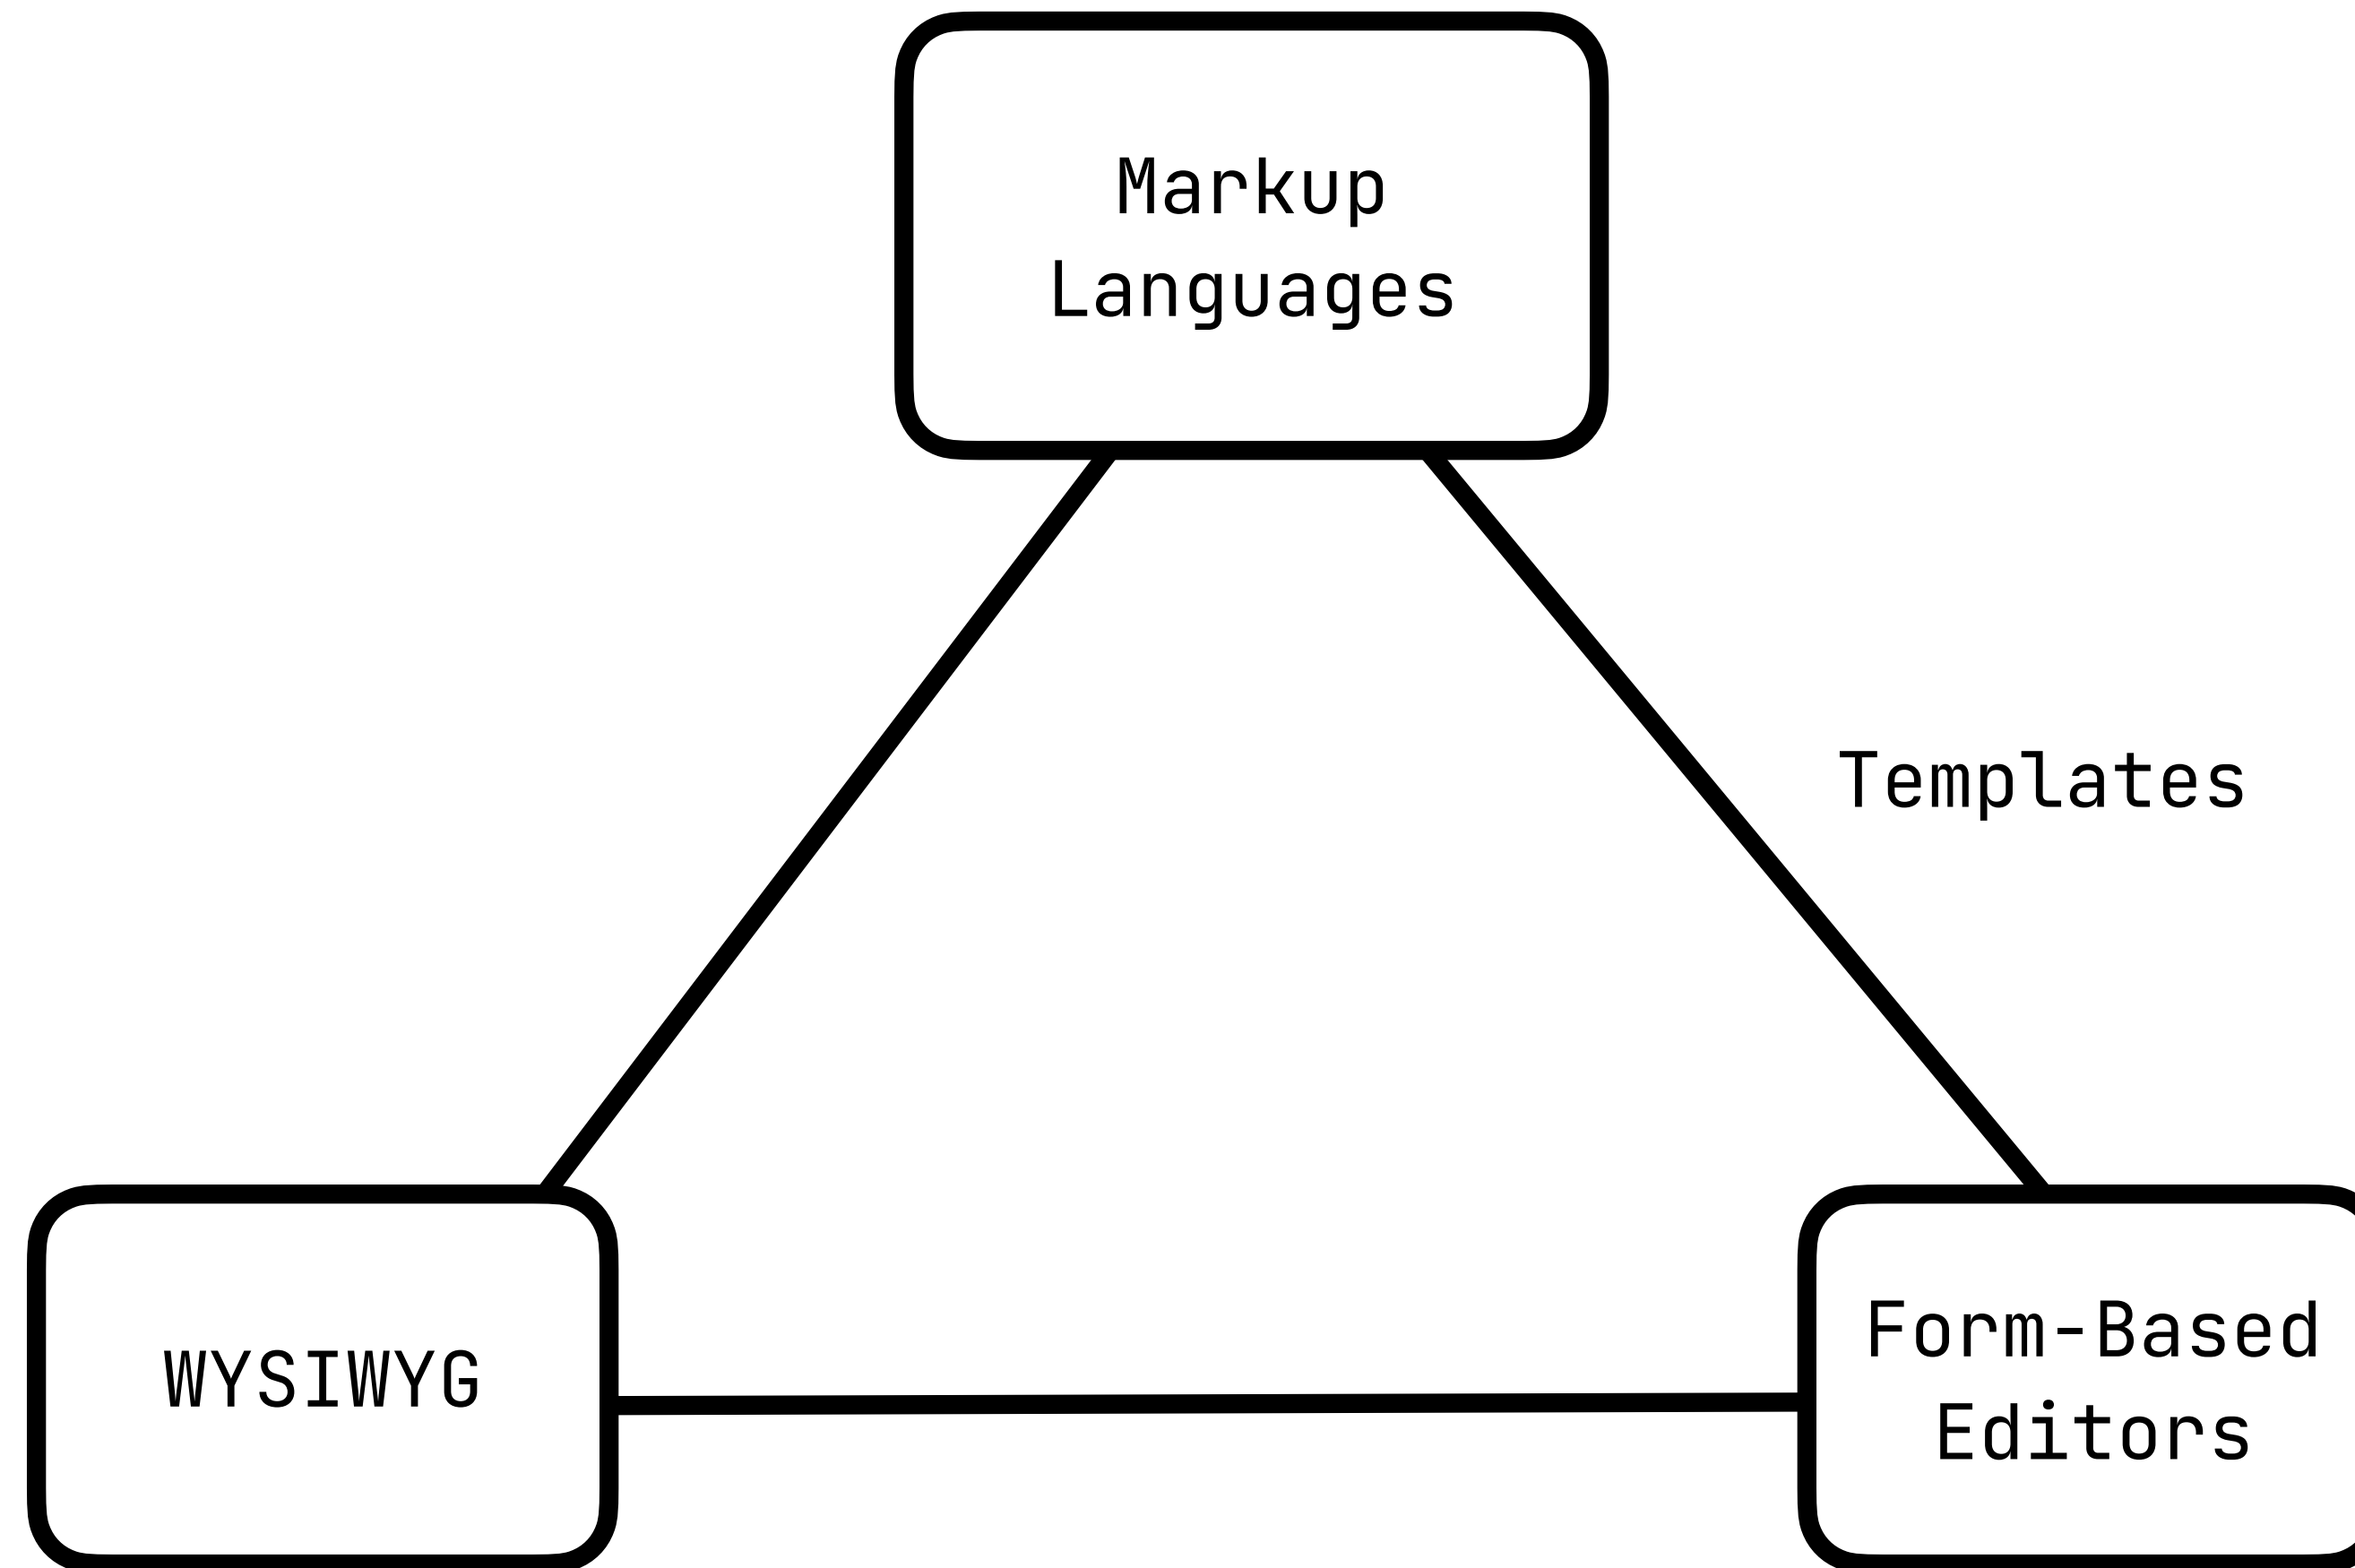 Markup
Languages
Templates
WYSIWYG
Form-Based
Editors